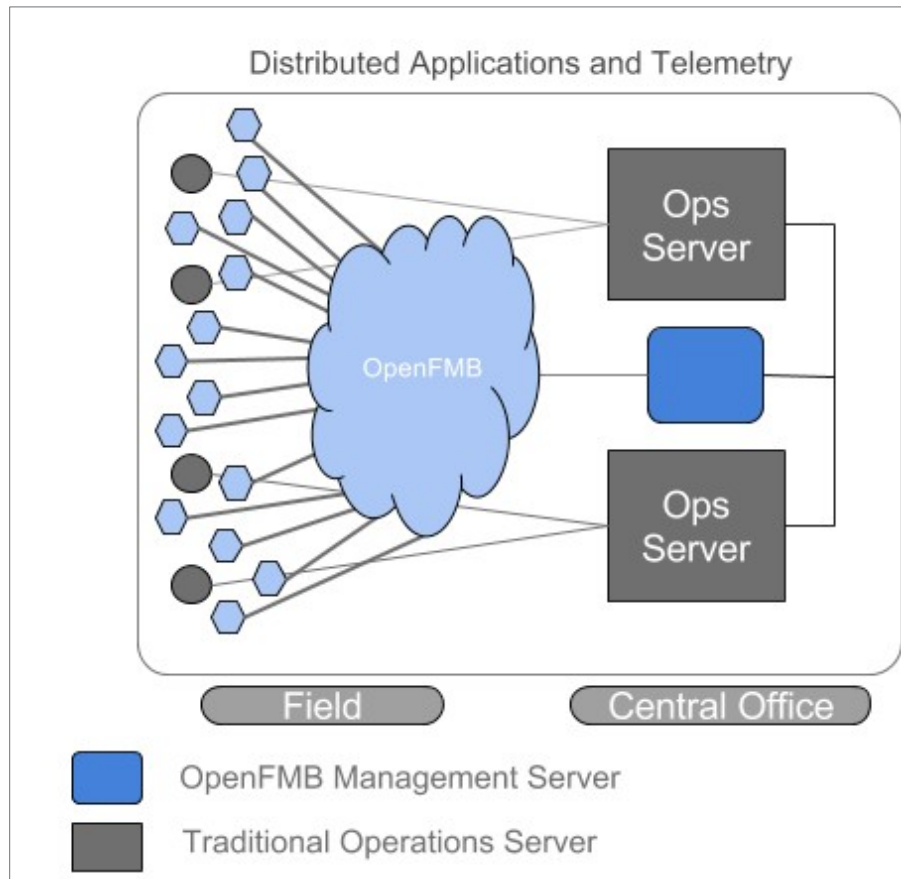 Distributed Applications and Telemetry
Ops
Server
OpenFMB
Ops
Server
Field
Central Office
OpenFMB Management Server
Traditional Operations Server